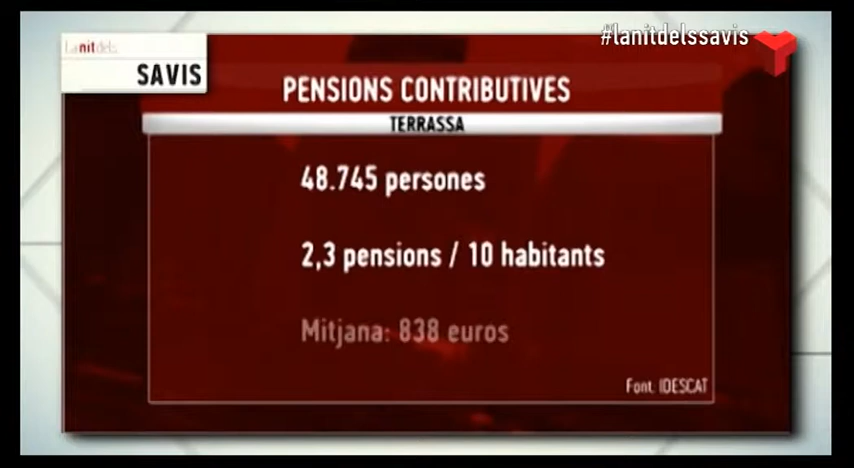 #lanitdelssavis
La nit dels
SAVIS
PENSIONS CONTRIBUTIVES
TERRASSA
48.745 persones
2,3 pensions / 10 habitants
Mitjana: 838 euros
Font. IDESCAT